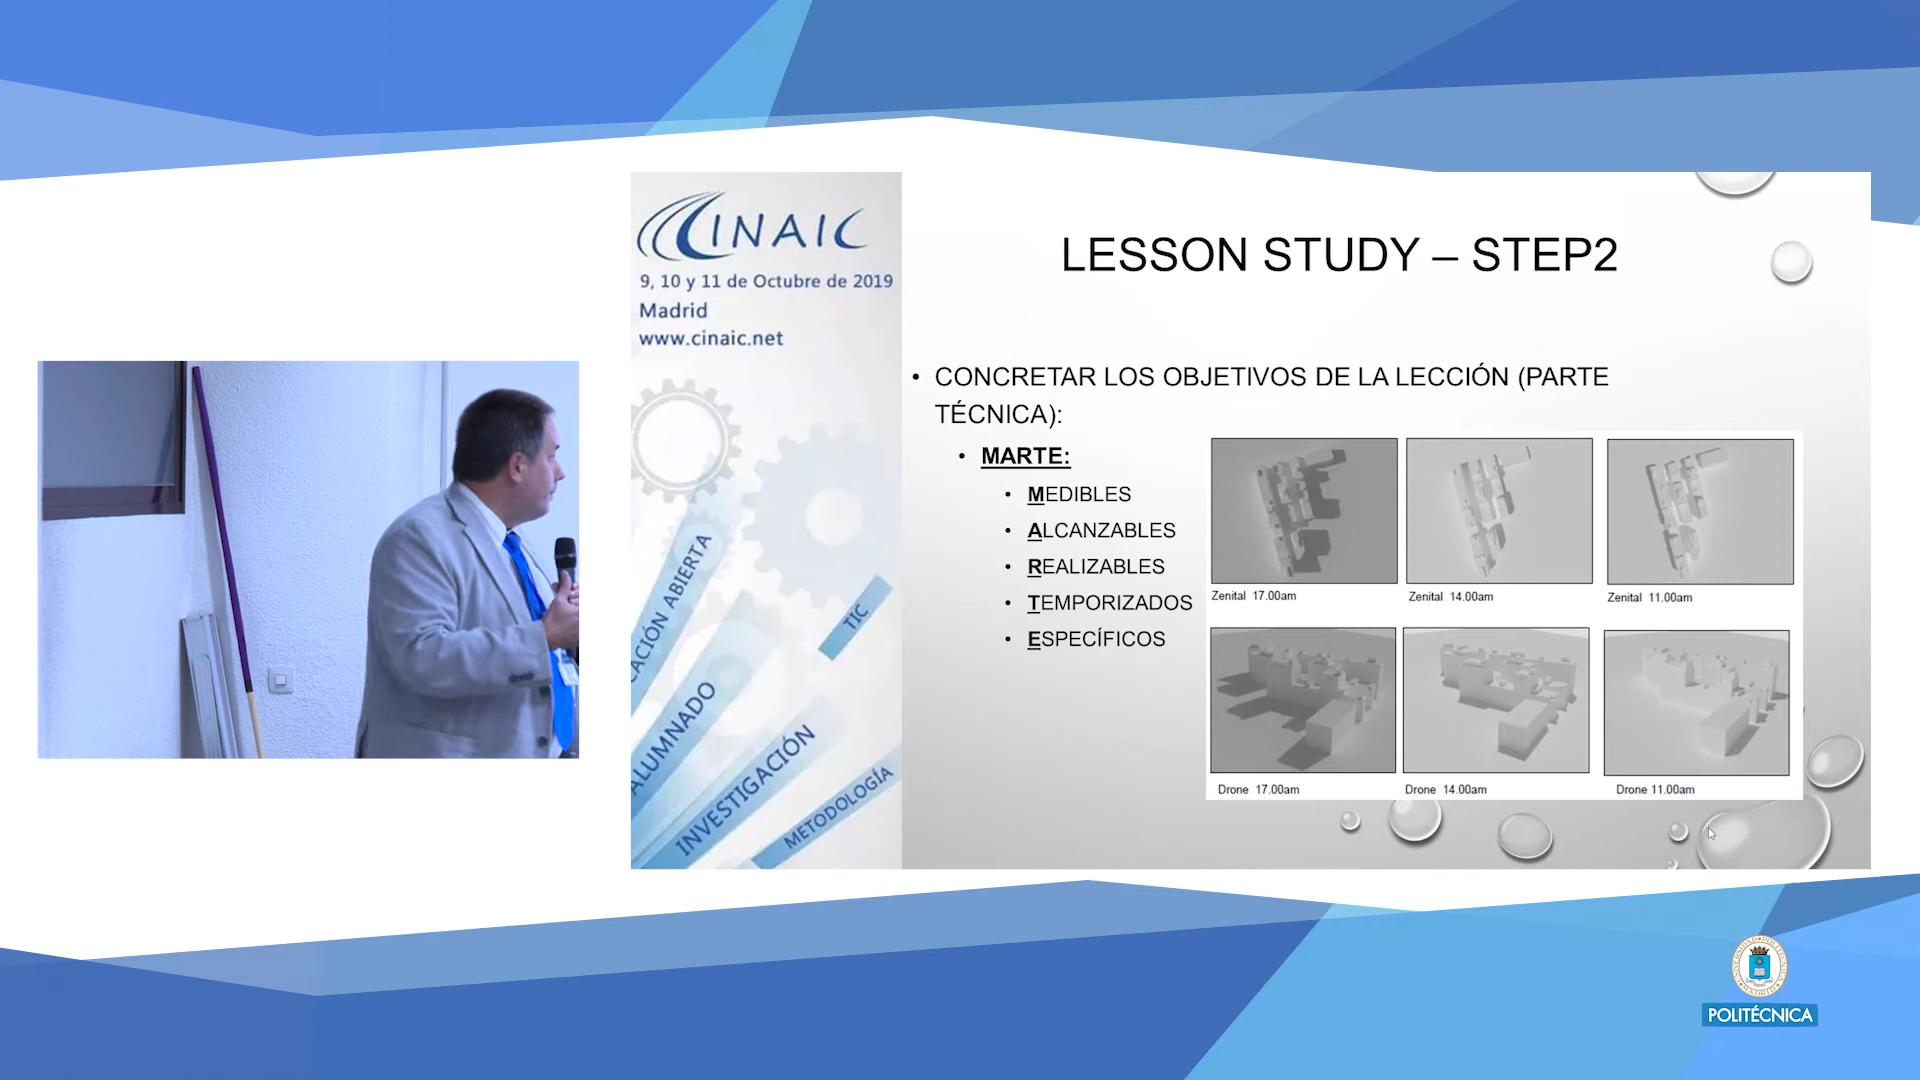 CINAIC
9, 10 y 11 de Octubre de 2019
Madrid
www.cinaic.net
CACIÓN ABIERTA
TIC
ALUMNADO
INVESTIGACIÓN
METODOLOGÍA
LESSON STUDY – STEP2
• CONCRETAR LOS OBJETIVOS DE LA LECCIÓN (PARTE
TÉCNICA):
• MARTE:
• MEDIBLES
• ALCANZABLES
• REALIZABLES
• TEMPORIZADOS
• ESPECÍFICOS
Zenital 17.00am
Zenital 14.00am
Zenital 11.00am
Drone 17.00am
Drone 14.00am
Drone 11.00am
POLITÉCNICA